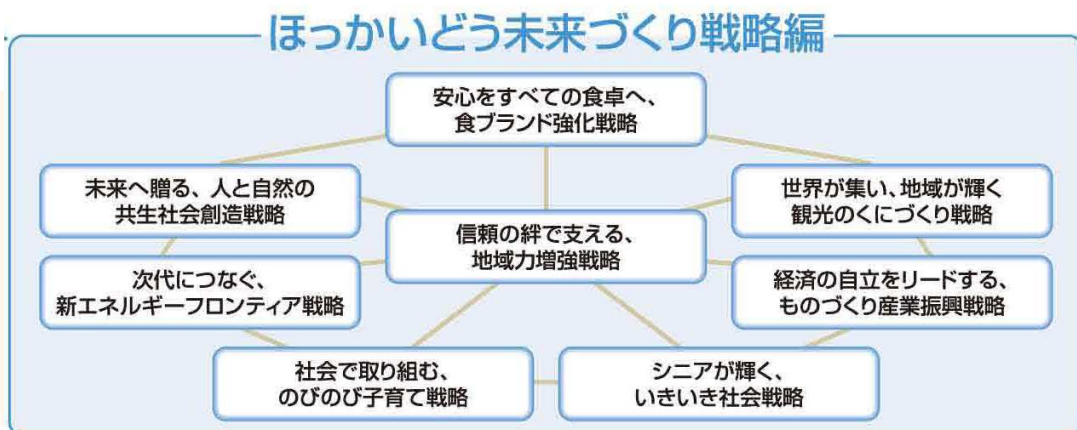 ほっかいどう未来づくり戦略編
安心をすべての食卓へ、
食ブランド強化戦略
未来へ贈る、人と自然の
共生社会創造戦略
世界が集い、地域が輝く
観光のくにづくり戦略
信頼の絆で支える、
地域力増強戦略
次代につなぐ、
新エネルギーフロンティア戦略
経済の自立をリードする、
ものづくり産業振興戦略
社会で取り組む、
のびのび子育て戦略
シニアが輝く、
いきいき社会戦略